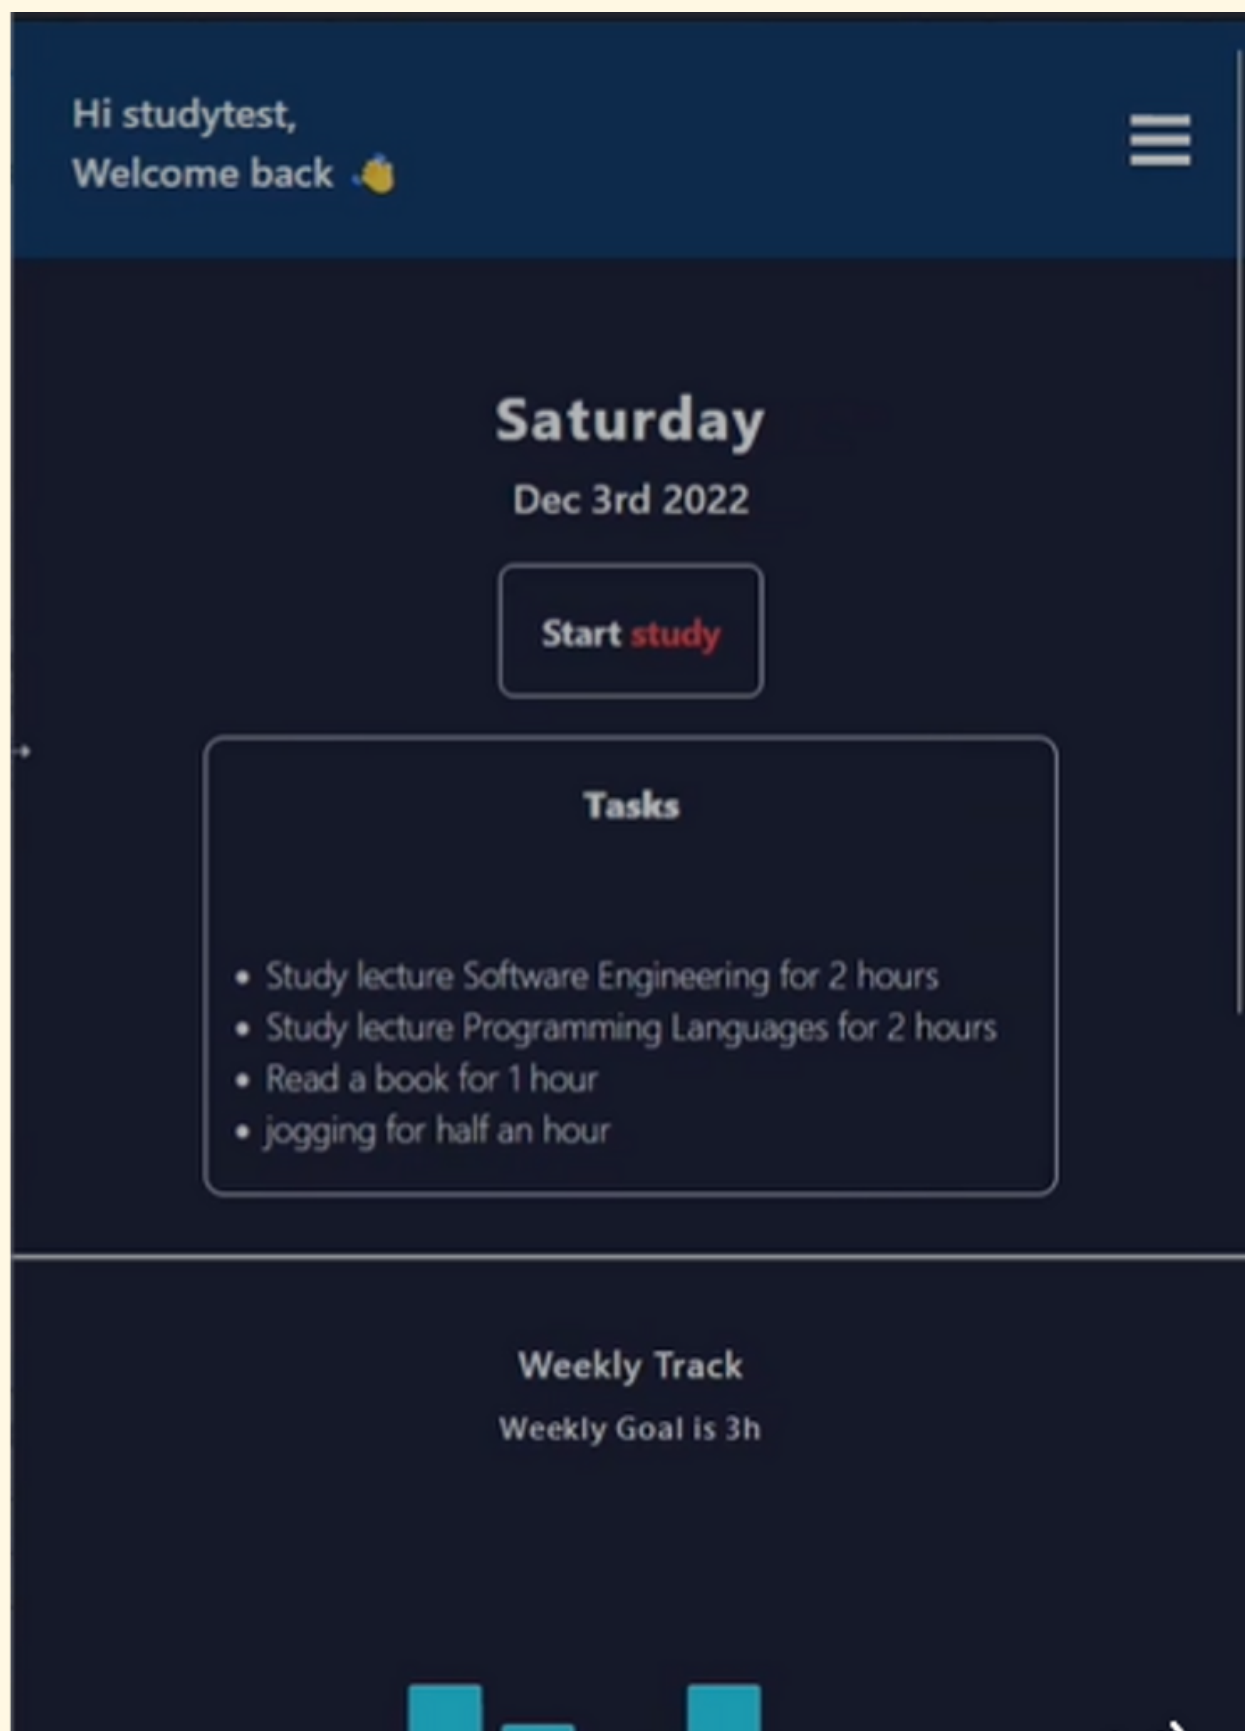 Hi studytest,
Welcome back 👋
Saturday
Dec 3rd 2022
Start study
Tasks
• Study lecture Software Engineering for 2 hours
• Study lecture Programming Languages for 2 hours
• Read a book for 1 hour
• jogging for half an hour
Weekly Track
Weekly Goal is 3h